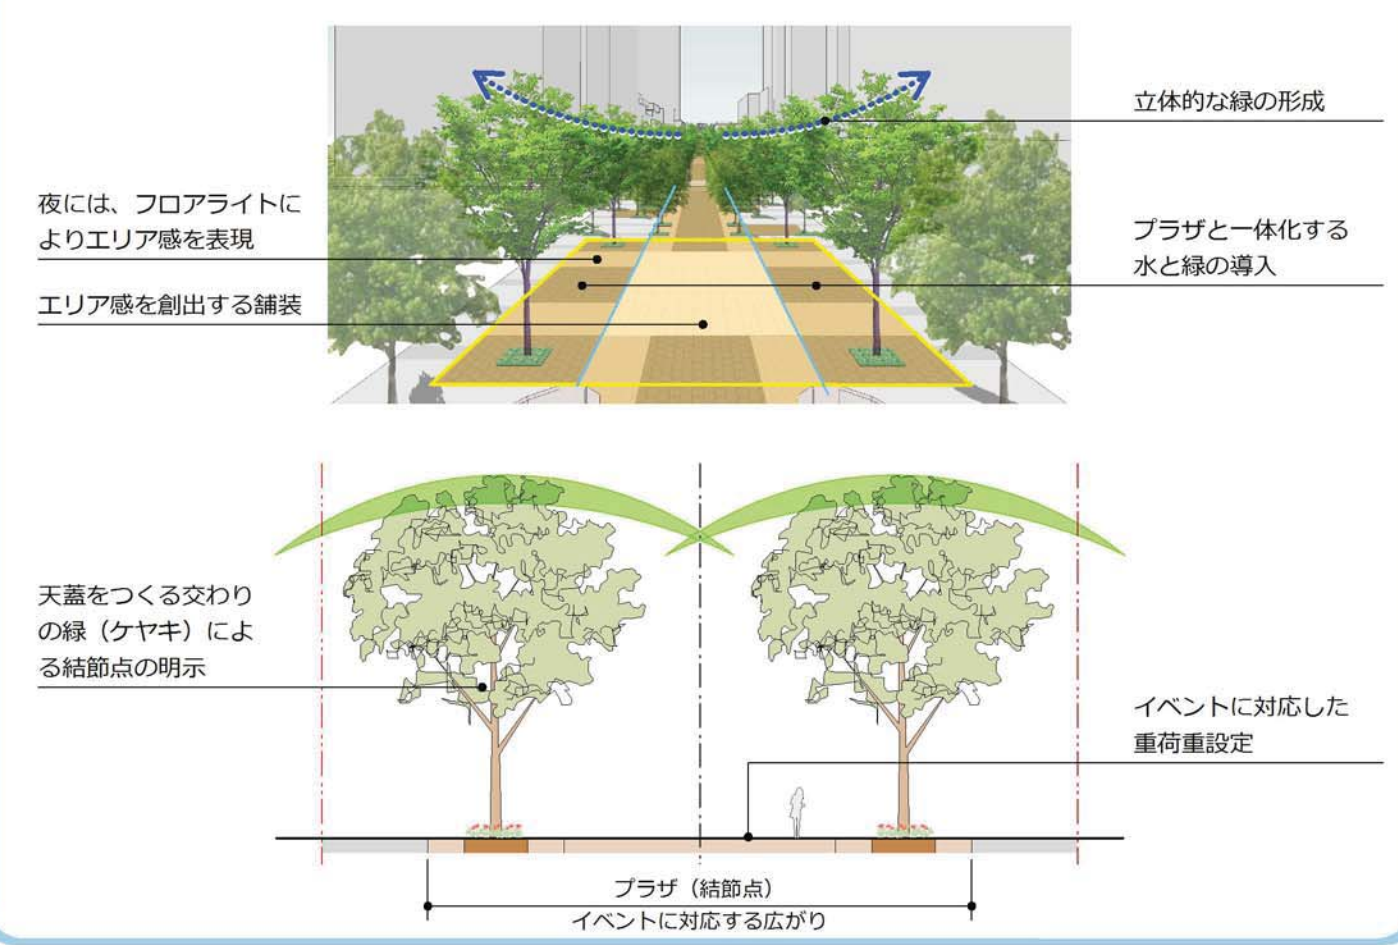 立体的な緑の形成
夜には、フロアライトに
よりエリア感を表現
プラザと一体化する
水と緑の導入
エリア感を創出する舗装
天蓋をつくる交わり
の緑（ケヤキ）によ
る結節点の明示
イベントに対応した
重荷重設定
プラザ（結節点）
イベントに対応する広がり